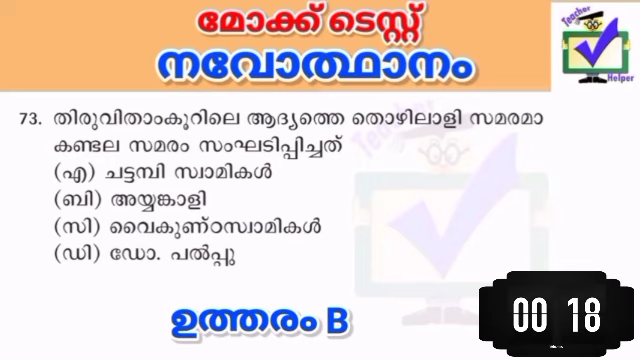 മോക്ക് ടെസ്റ്റ്
നവോത്ഥാനം
Teacher
Helper
73. തിരുവിതാംകൂറിലെ ആദ്യത്തെ തൊഴിലാളി സമരമാ
കണ്ടല സമരം സംഘടിപ്പിച്ചത്
(എ) ചട്ടമ്പി സ്വാമികൾ
(ബി) അയ്യങ്കാളി
(സി) വൈകുണ്ഠസ്വാമികൾ
(ഡി) ഡോ. പൽപ്പു
ഉത്തരം B
00 18